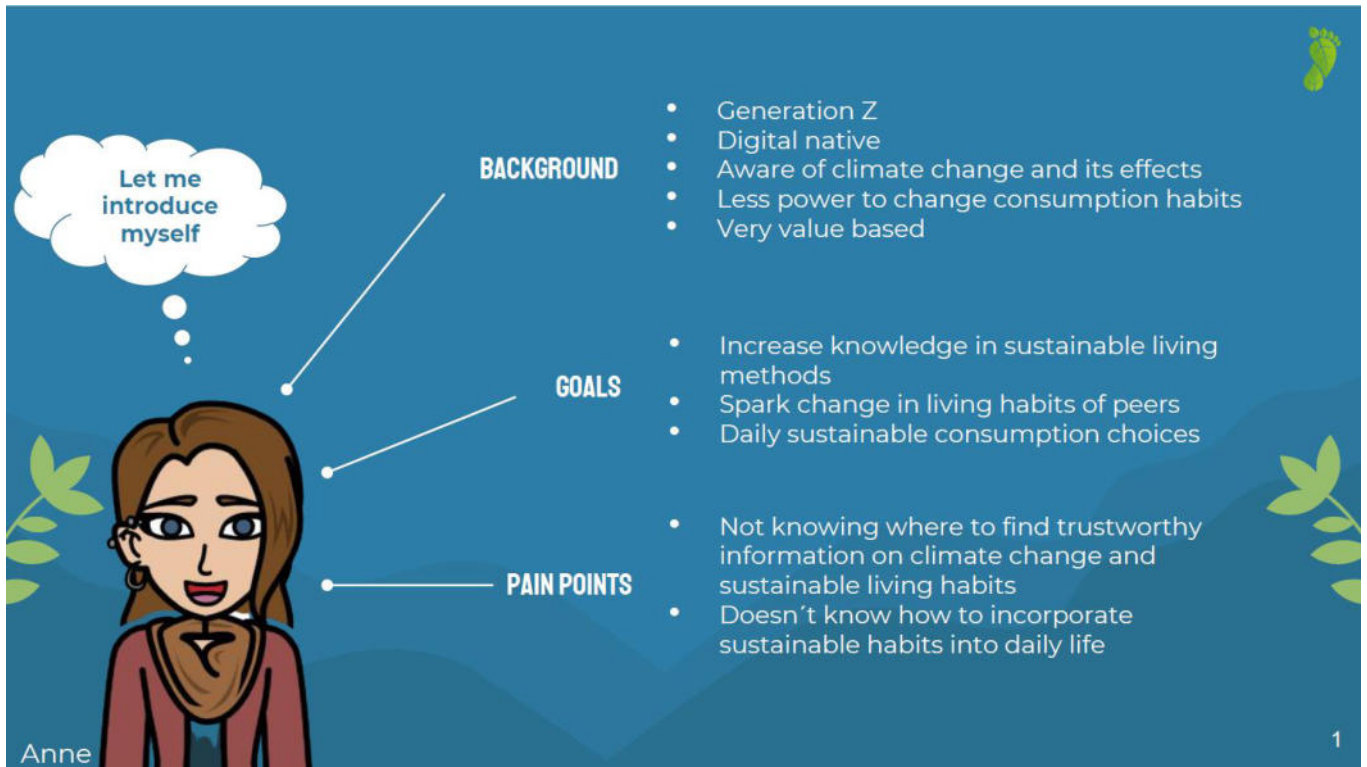 Let me
introduce
myself
BACKGROUND
• Generation Z
• Digital native
• Aware of climate change and its effects
• Less power to change consumption habits
• Very value based
GOALS
• Increase knowledge in sustainable living
methods
• Spark change in living habits of peers
• Daily sustainable consumption choices
PAIN POINTS
• Not knowing where to find trustworthy
information on climate change and
sustainable living habits
• Doesn´t know how to incorporate
sustainable habits into daily life
Anne
1